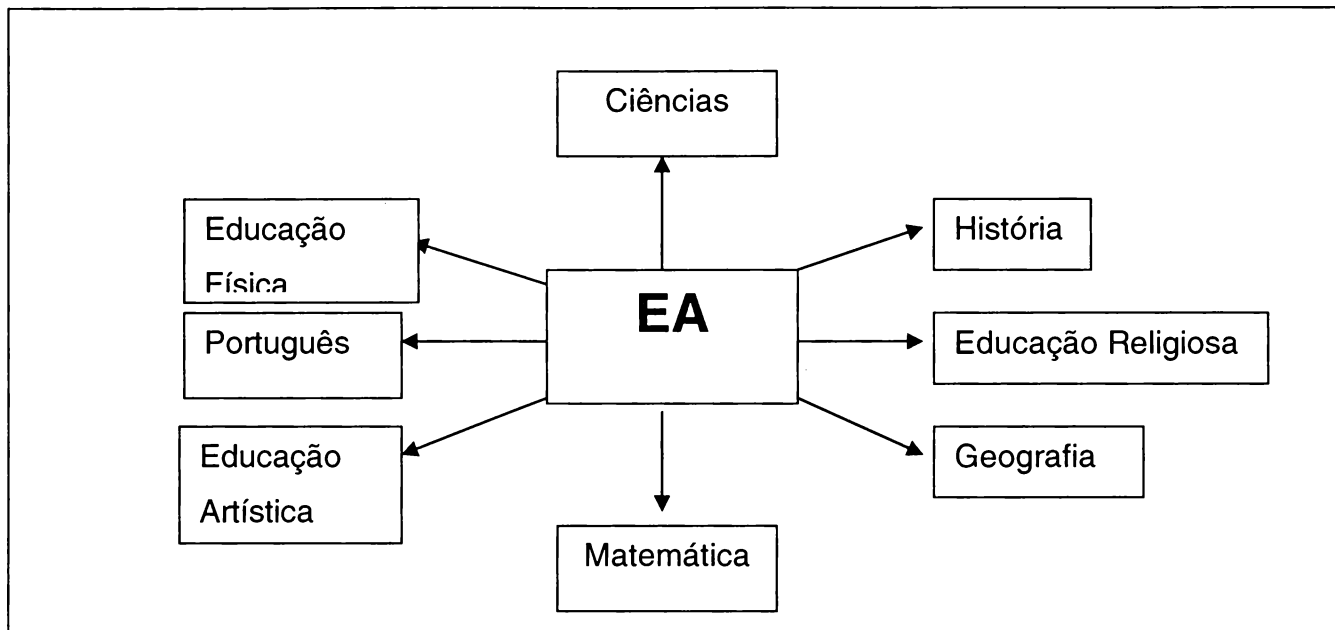 Ciências
Educação
Física
História
EA
Português
Educação Religiosa
Educação
Artística
Geografia
Matemática